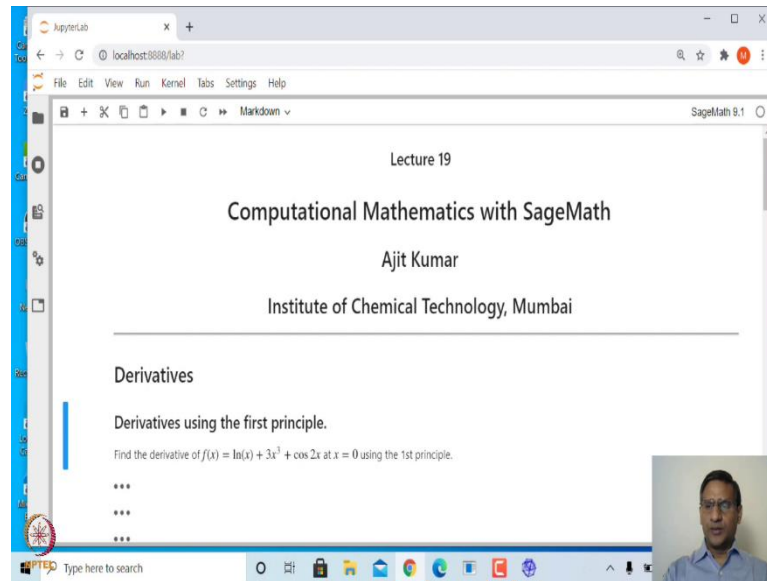 JupyterLab
localhost:8888/lab?
M
File Edit View Run Kernel Tabs Settings Help
Markdown
SageMath 9.1
Lecture 19
Computational Mathematics with SageMath
Ajit Kumar
Institute of Chemical Technology, Mumbai
Derivatives
Derivatives using the first principle.
Find the derivative of f(x) = ln(x) + 3x³ + cos 2x at x = 0 using the 1st principle.
Type here to search